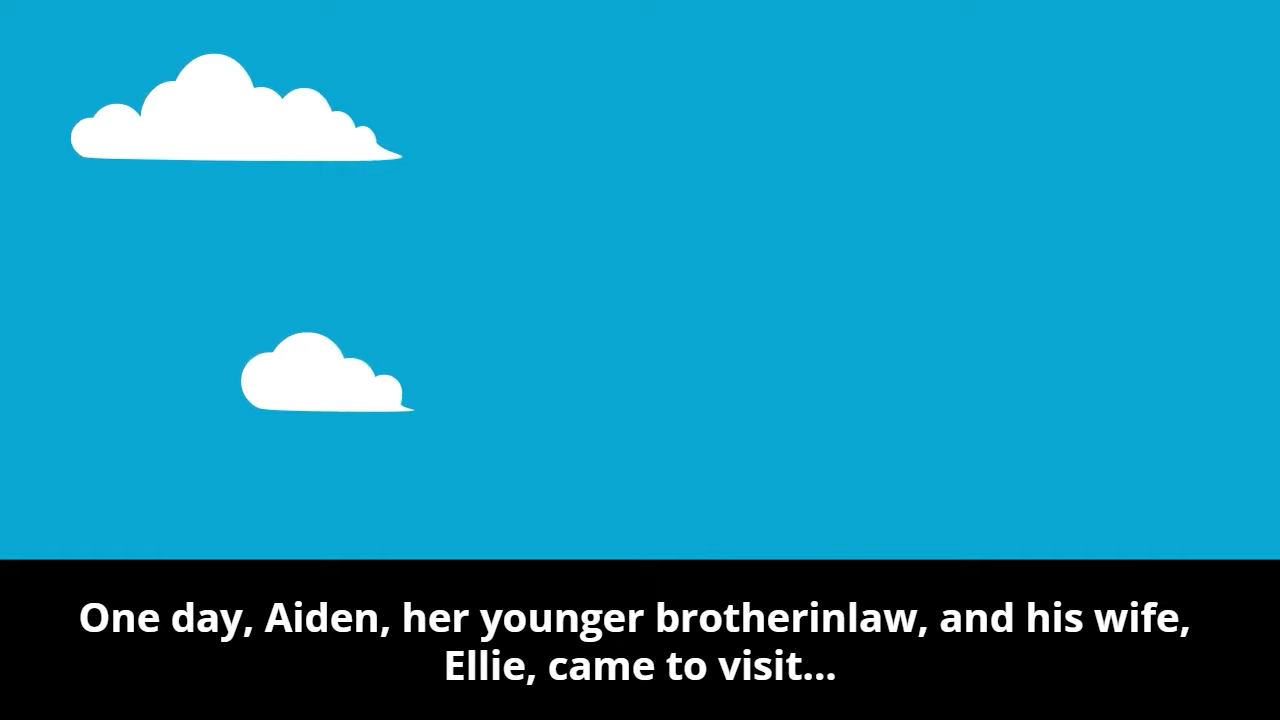 One day, Aiden, her younger brotherinlaw, and his wife,
Ellie, came to visit...